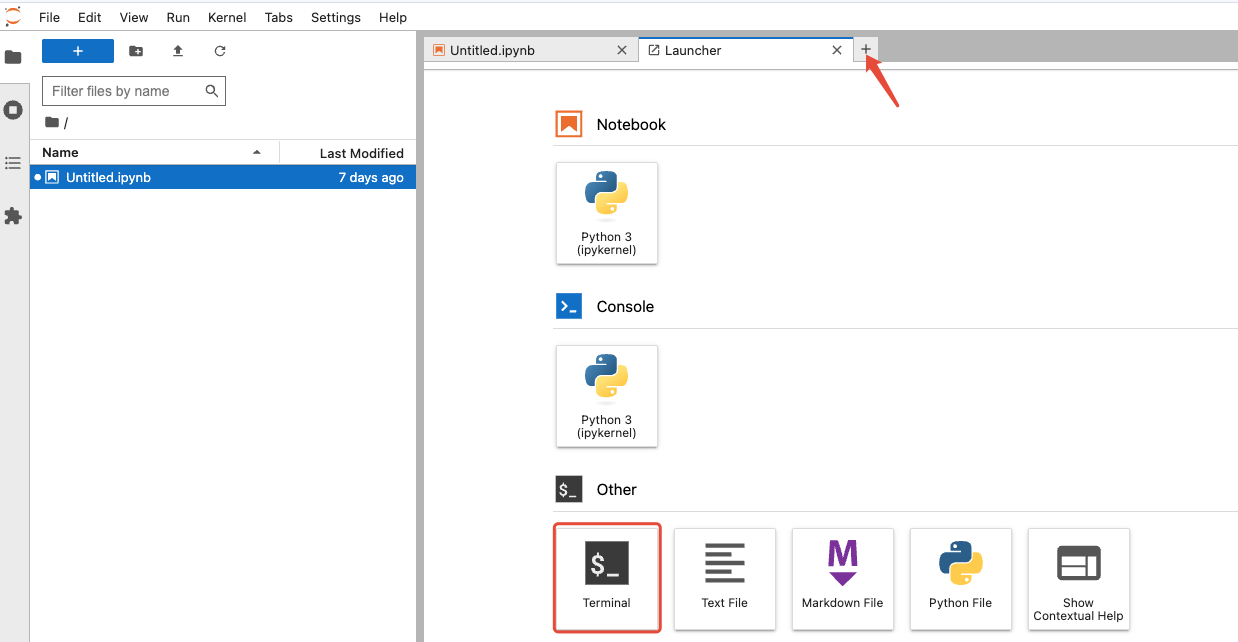 File Edit View Run Kernel Tabs Settings Help
+
Filter files by name
/
Name Last Modified
Untitled.ipynb 7 days ago
Untitled.ipynb Launcher +
Notebook
Python 3
(ipykernel)
>_ Console
Python 3
(ipykernel)
$_ Other
$_
Terminal
Text File
M
Markdown File
Python File
Show
Contextual Help